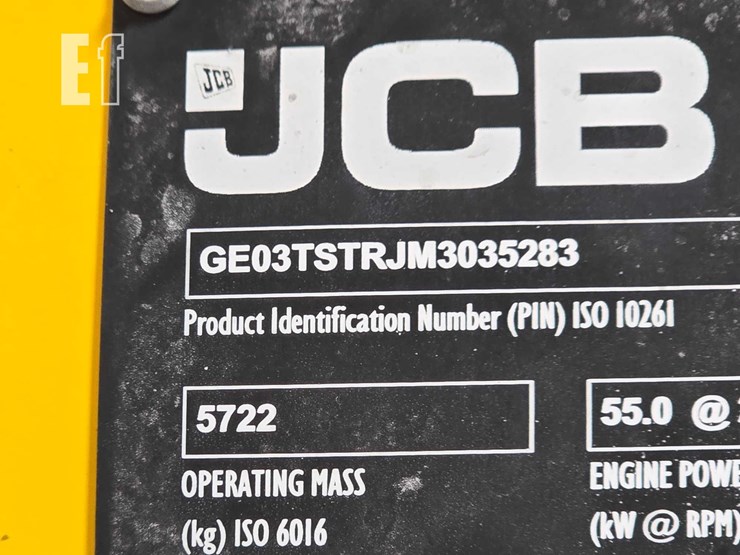 Ef
JCB
JCB
GE03TSTRJM3035283
Product Identification Number (PIN) ISO 10261
5722
55.0 @
OPERATING MASS
(kg) ISO 6016
ENGINE POWE
(kW @ RPM)